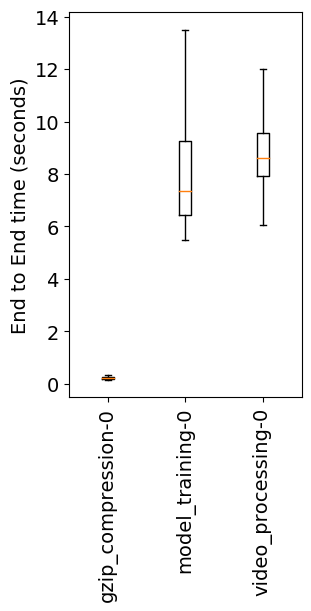 14
12
10
8
6
4
2
0
End to End time (seconds)
gzip_compression-0
model_training-0
video_processing-0